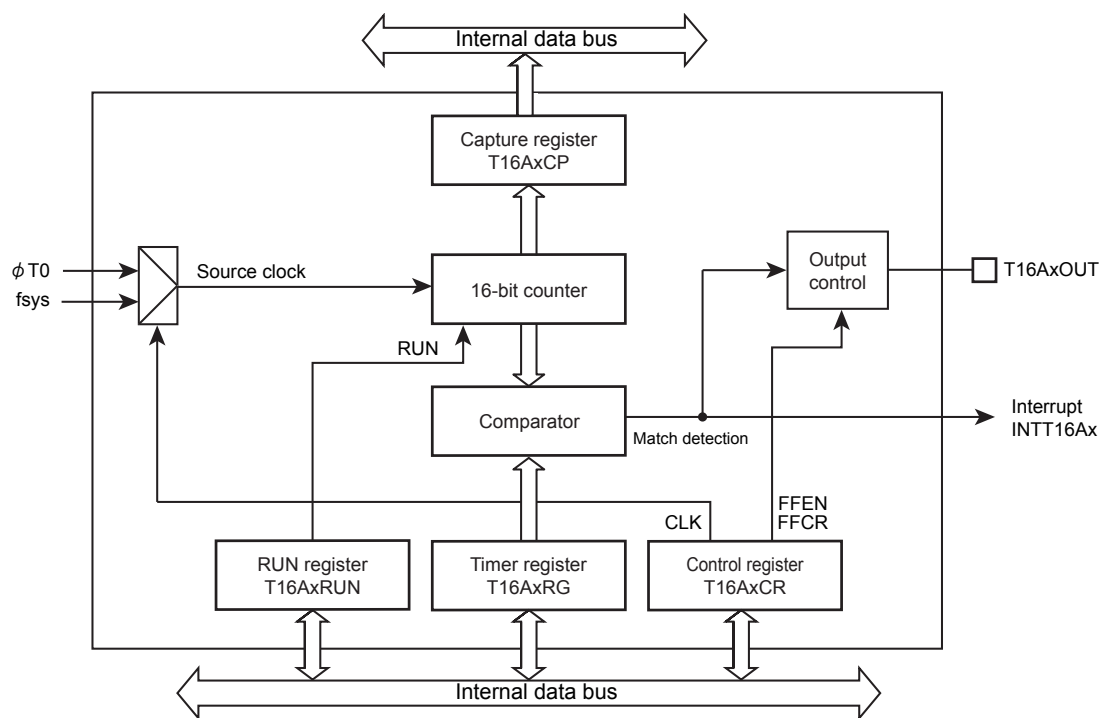 Internal data bus
Capture register
T16AxCP
ϕT0
fsys
Source clock
16-bit counter
Output
control
T16AxOUT
RUN
Comparator
Match detection
Interrupt
INTT16Ax
CLK
FFEN
FFCR
RUN register
T16AxRUN
Timer register
T16AxRG
Control register
T16AxCR
Internal data bus